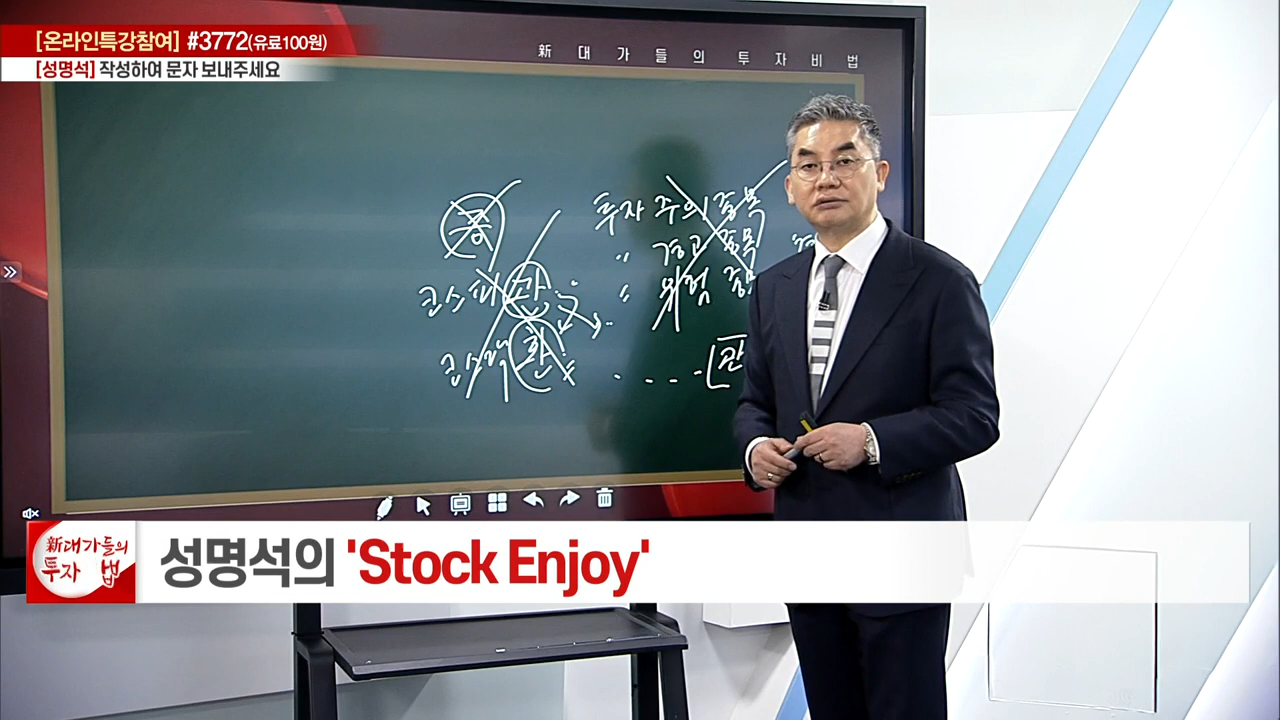 [온라인특강참여] #3772(유료100원)
[성명석] 작성하여 문자 보내주세요
新 대가들의 투자비법
투자 주의 종목
〃 경고 종목
〃 위험 종목
코스피 관
코스닥 환
....[관
新대가들의
투자 법
성명석의 'Stock Enjoy'